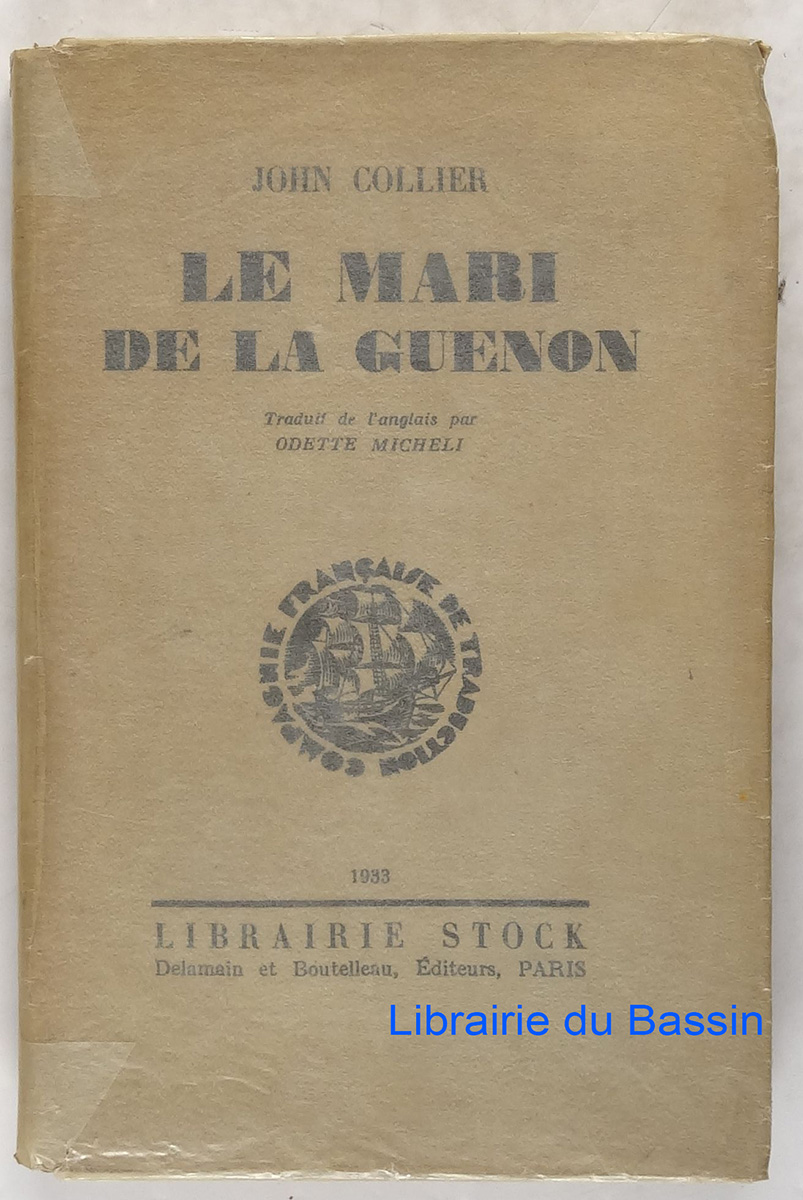 JOHN COLLIER
LE MARI
DE LA GUENON
Traduit de l'anglais par
ODETTE MICHELI
COMPAGNIE FRANÇAISE DE TRADUCTION
1933
LIBRAIRIE STOCK
Delamain et Boutelleau, Éditeurs, PARIS
Librairie du Bassin